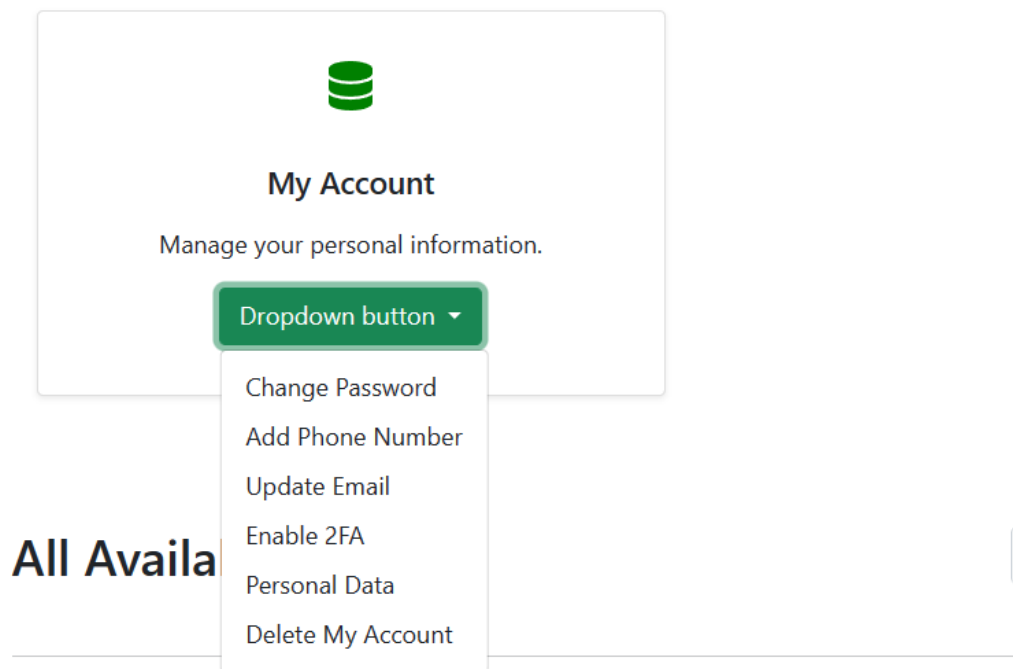 My Account
Manage your personal information.
Dropdown button
Change Password
Add Phone Number
Update Email
Enable 2FA
All
Personal Data
Delete My Account